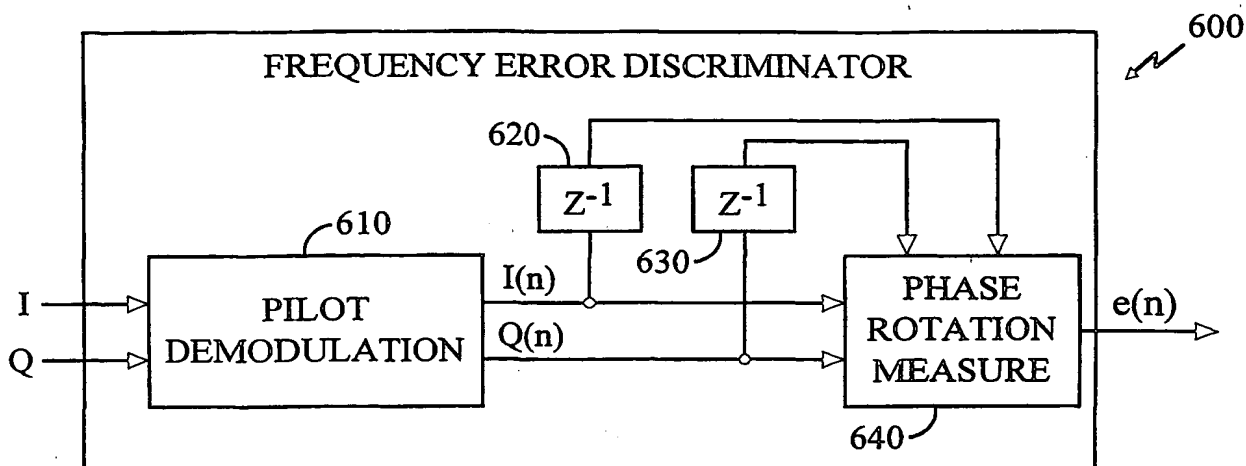 600
FREQUENCY ERROR DISCRIMINATOR
620
Z-1
Z-1
610
630
I
Q
PILOT
DEMODULATION
I(n)
Q(n)
PHASE
ROTATION
MEASURE
e(n)
640